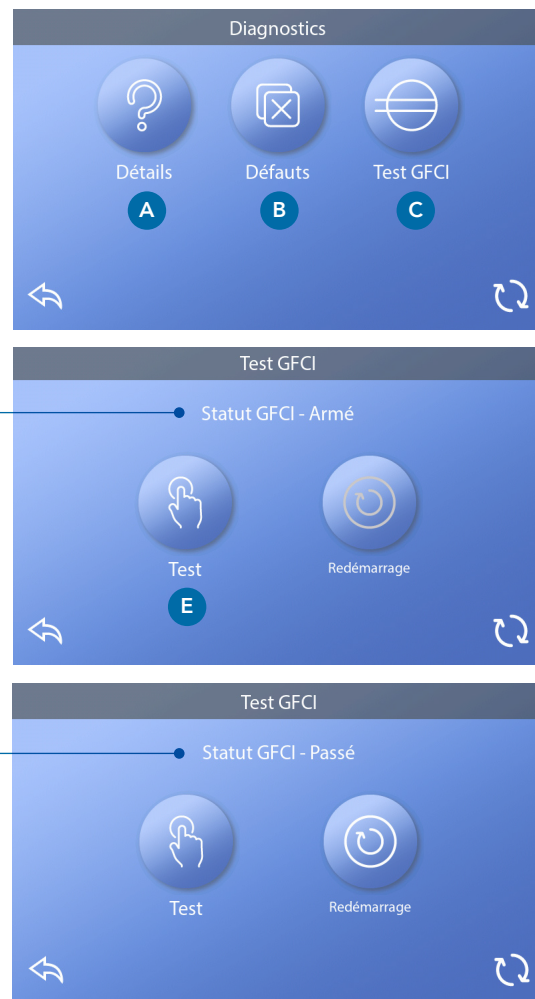 Diagnostics
Détails
Défauts
Test GFCI
A
B
C
Test GFCI
Statut GFCI - Armé
Test
Redémarrage
E
Test GFCI
Statut GFCI - Passé
Test
Redémarrage